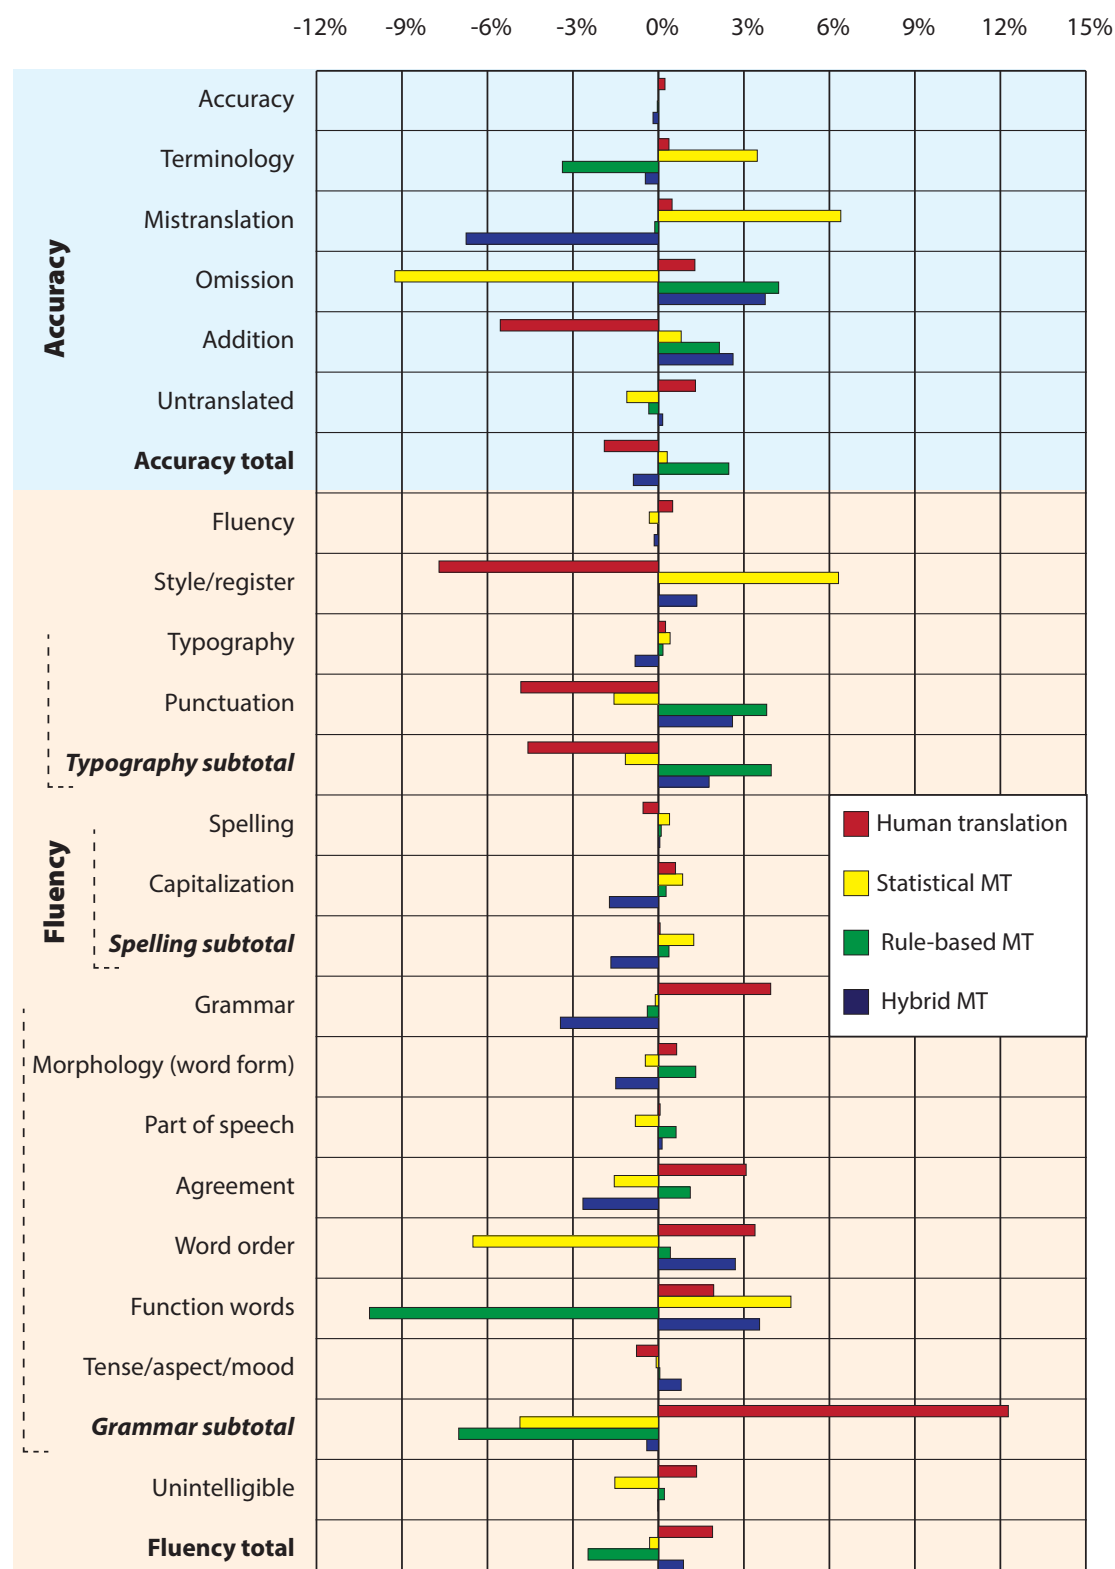 -12% -9% -6% -3% 0% 3% 6% 9% 12% 15%
Accuracy
Accuracy
Terminology
Mistranslation
Omission
Addition
Untranslated
Accuracy total
Fluency
Fluency
Style/register
Typography
Punctuation
Typography subtotal
Spelling
Capitalization
Spelling subtotal
Grammar
Morphology (word form)
Part of speech
Agreement
Word order
Function words
Tense/aspect/mood
Grammar subtotal
Unintelligible
Fluency total
Human translation
Statistical MT
Rule-based MT
Hybrid MT